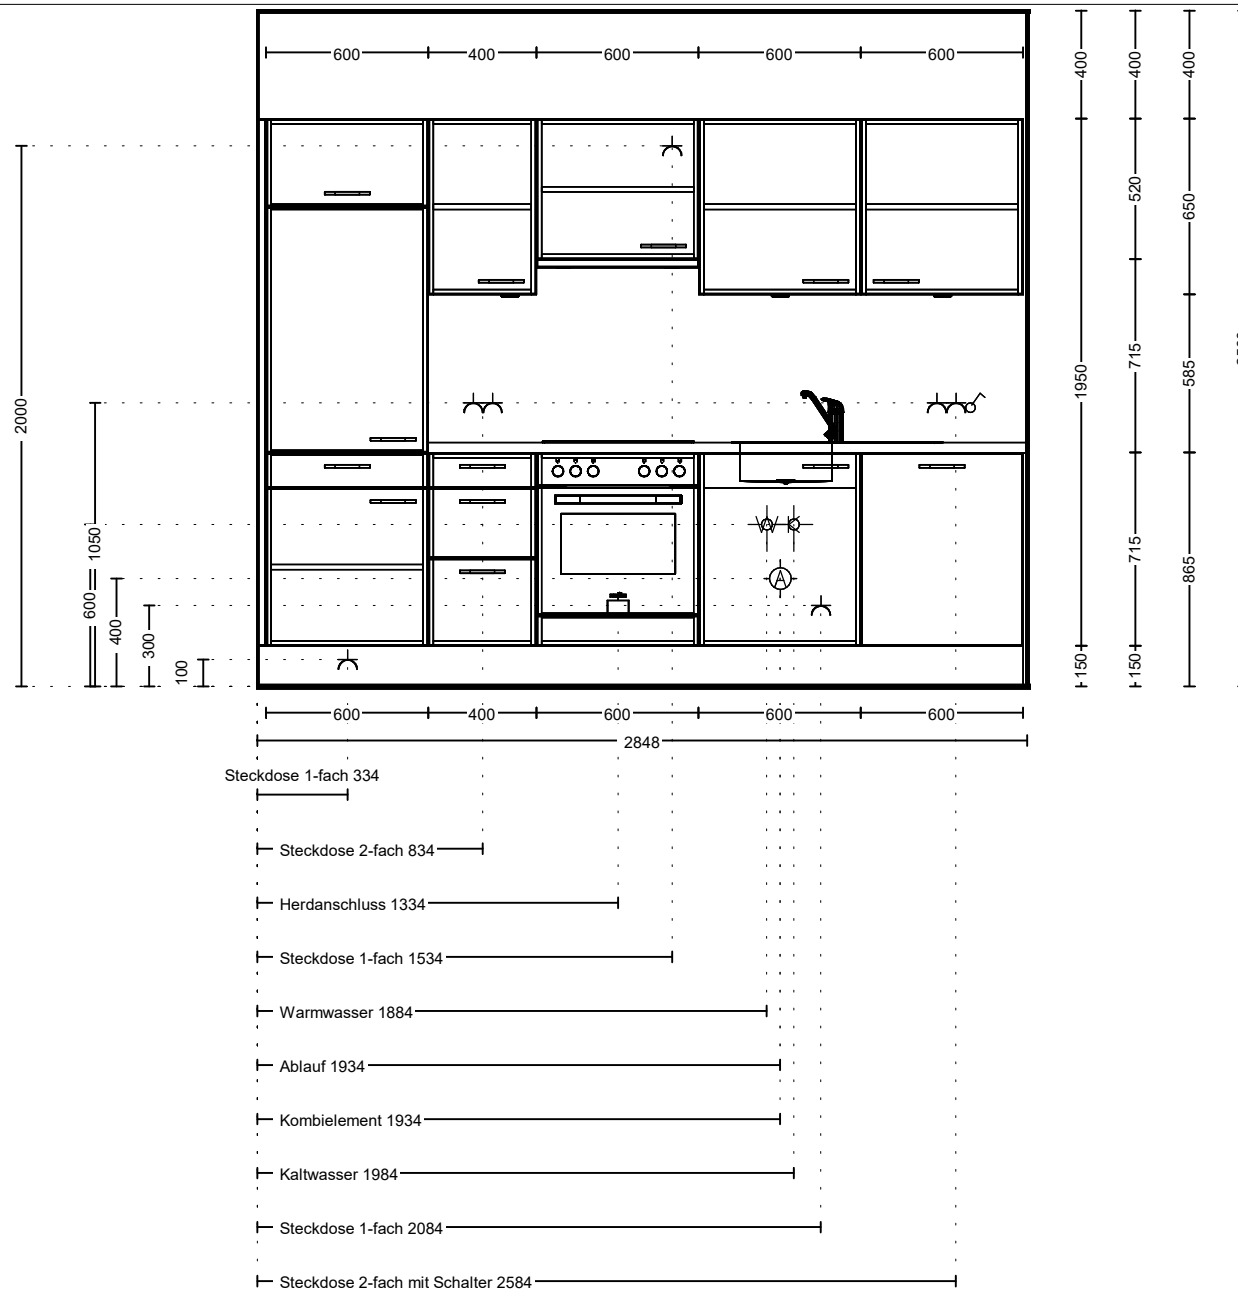 600 400 600 600 600
400 400 400
2000
520
650
1950
715
585
1050
600
400
300
100
W K
A
715
865
150 150
600 400 600 600 600
2848
Steckdose 1-fach 334
Steckdose 2-fach 834
Herdanschluss 1334
Steckdose 1-fach 1534
Warmwasser 1884
Ablauf 1934
Kombielement 1934
Kaltwasser 1984
Steckdose 1-fach 2084
Steckdose 2-fach mit Schalter 2584